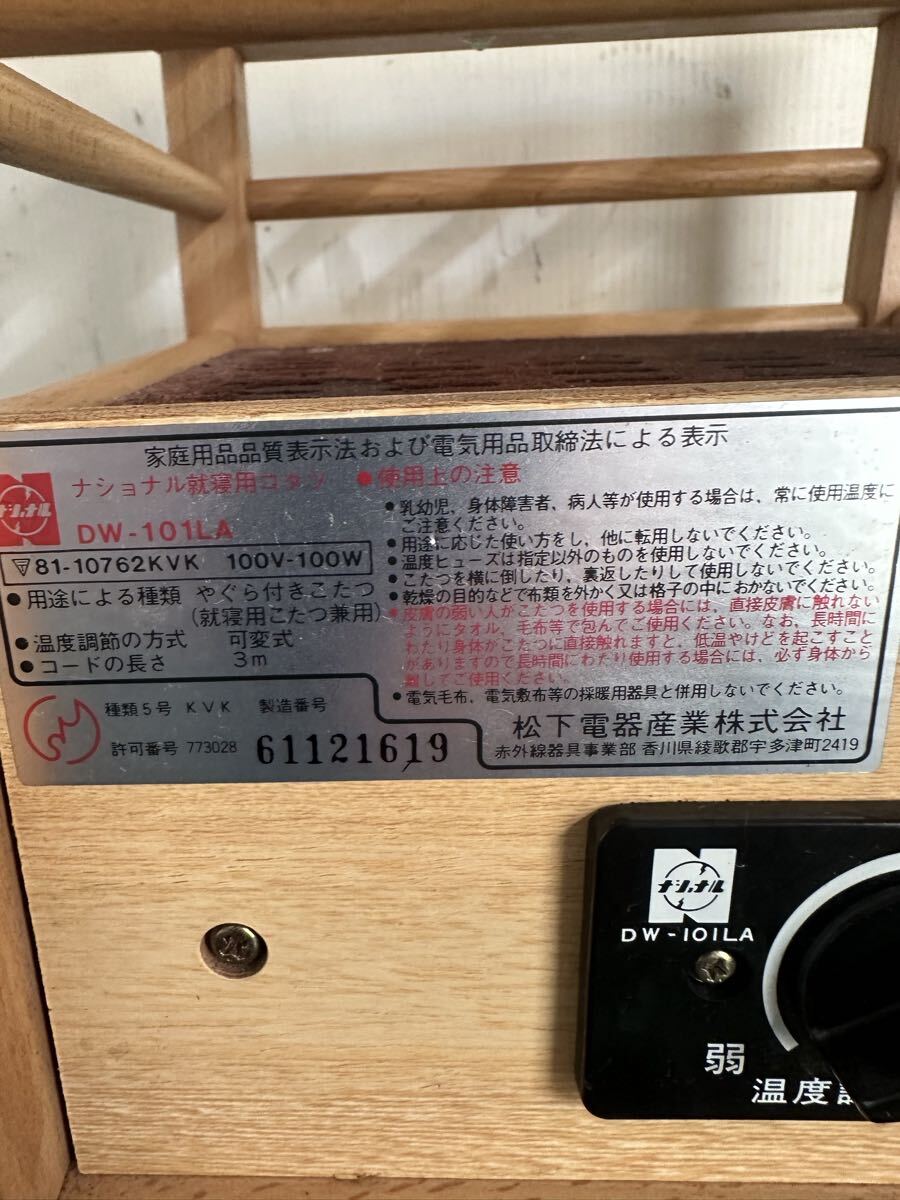 家庭用品品質表示法および電気用品取締法による表示
ナショナル
ナショナル就寝用コタツ
DW-101LA
▽81-10762KVK 100V-100W
●用途による種類 やぐら付きこたつ
(就寝用こたつ兼用)
●温度調節の方式 可変式
●コードの長さ 3m
種類5号 KVK 製造番号
許可番号 773028 61121619
●使用上の注意
●乳幼児、身体障害者、病人等が使用する場合は、常に使用温度に
ご注意ください。
●用途に応じた使い方をし、他に転用しないでください。
●温度ヒューズは指定以外のものを使用しないでください。
●こたつを横に倒したり、裏返したりして使用しないでください。
●乾燥の目的などで布類を外かく又は格子の中におかないでください。
●皮膚の弱い人がこたつを使用する場合には、直接皮膚に触れない
ようにタオル、毛布等で包んでご使用ください。なお、長時間に
わたり身体がこたつに直接触れますと、低温やけどを起こすこと
がありますので長時間にわたり使用する場合には、必ず身体から
離してご使用ください。
●電気毛布、電気敷布等の採暖用器具と併用しないでください。
松下電器産業株式会社
赤外線器具事業部 香川県綾歌郡宇多津町2419
ナショナル
DW-101LA
弱
温度